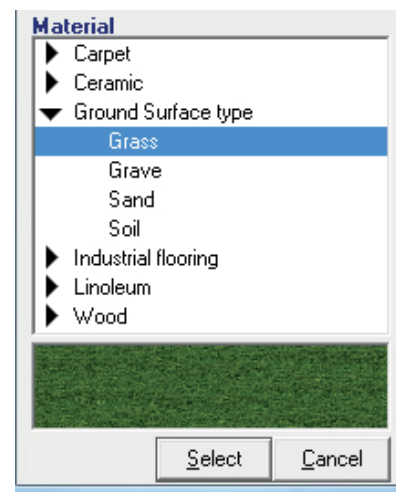 Material
Carpet
Ceramic
Ground Surface type
Grass
Grave
Sand
Soil
Industrial flooring
Linoleum
Wood
Select Cancel